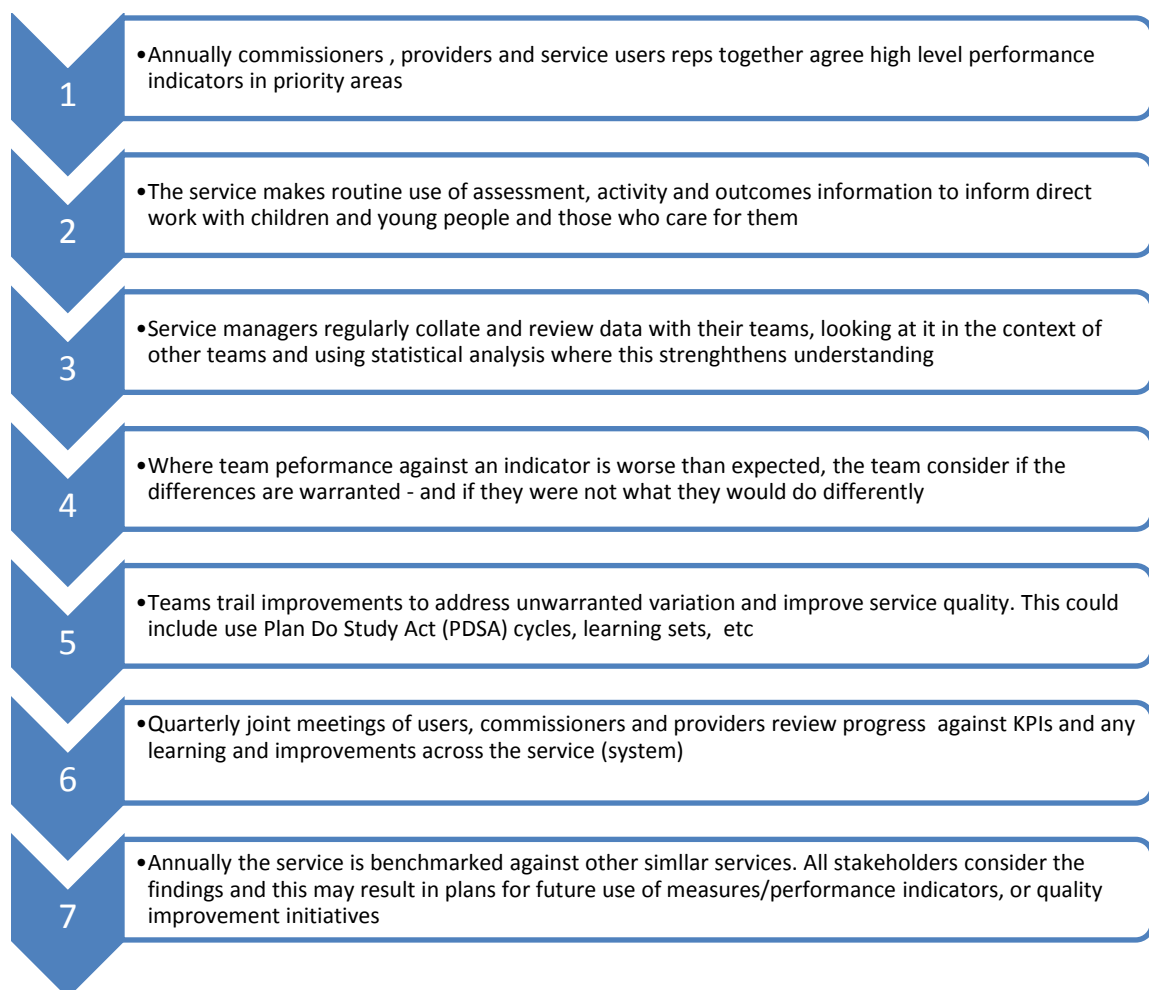 1
•Annually commissioners , providers and service users reps together agree high level performance
indicators in priority areas
2
•The service makes routine use of assessment, activity and outcomes information to inform direct
work with children and young people and those who care for them
3
•Service managers regularly collate and review data with their teams, looking at it in the context of
other teams and using statistical analysis where this strenghthens understanding
4
•Where team peformance against an indicator is worse than expected, the team consider if the
differences are warranted - and if they were not what they would do differently
5
•Teams trail improvements to address unwarranted variation and improve service quality. This could
include use Plan Do Study Act (PDSA) cycles, learning sets, etc
6
•Quarterly joint meetings of users, commissioners and providers review progress against KPIs and any
learning and improvements across the service (system)
7
•Annually the service is benchmarked against other simllar services. All stakeholders consider the
findings and this may result in plans for future use of measures/performance indicators, or quality
improvement initiatives